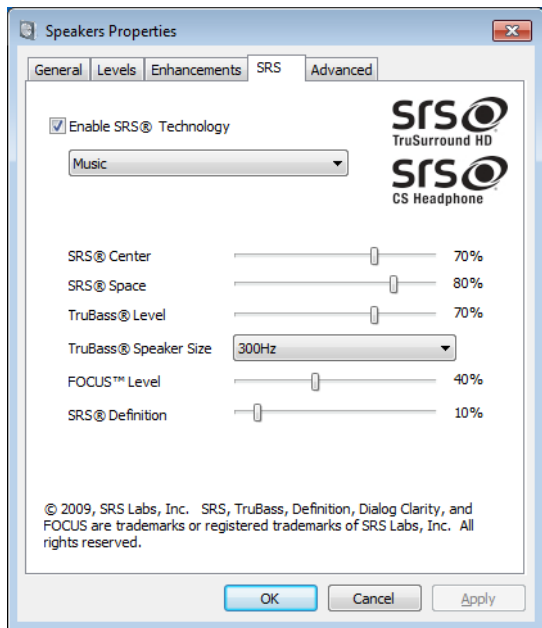 Speakers Properties
General Levels Enhancements SRS Advanced
Enable SRS® Technology
Music
SRS
TruSurround HD
SRS
CS Headphone
SRS® Center 70%
SRS® Space 80%
TruBass® Level 70%
TruBass® Speaker Size 300Hz
FOCUS™ Level 40%
SRS® Definition 10%
© 2009, SRS Labs, Inc. SRS, TruBass, Definition, Dialog Clarity, and
FOCUS are trademarks or registered trademarks of SRS Labs, Inc. All
rights reserved.
OK Cancel Apply